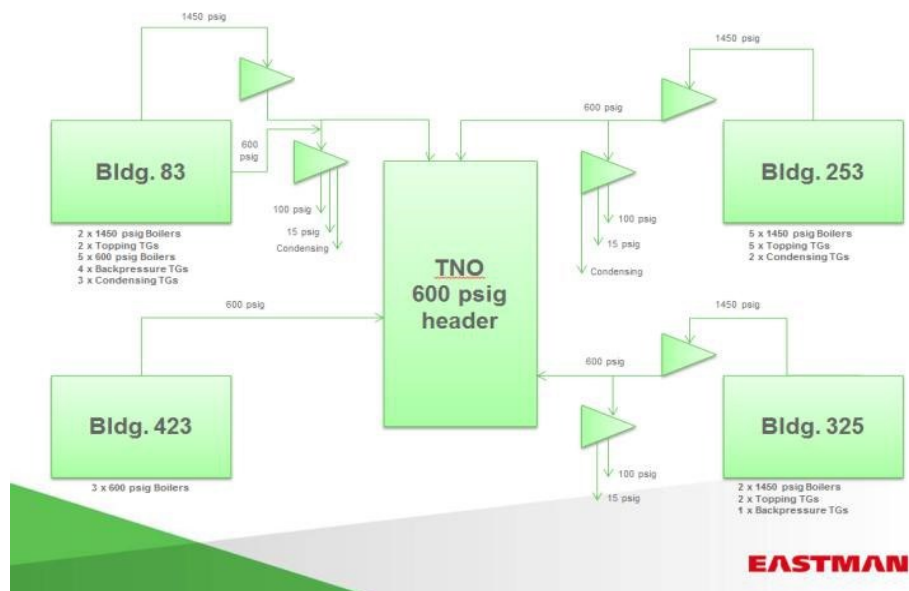 1450 psig
1450 psig
600
psig
600 psig
Bldg. 83
Bldg. 253
100 psig
15 psig
Condensing
100 psig
15 psig
Condensing
2 x 1450 psig Boilers
2 x Topping TGs
5 x 600 psig Boilers
4 x Backpressure TGs
3 x Condensing TGs
5 x 1450 psig Boilers
5 x Topping TGs
2 x Condensing TGs
TNO
600 psig
header
600 psig
1450 psig
600 psig
Bldg. 423
Bldg. 325
100 psig
15 psig
3 x 600 psig Boilers
2 x 1450 psig Boilers
2 x Topping TGs
1 x Backpressure TGs
EASTMAN